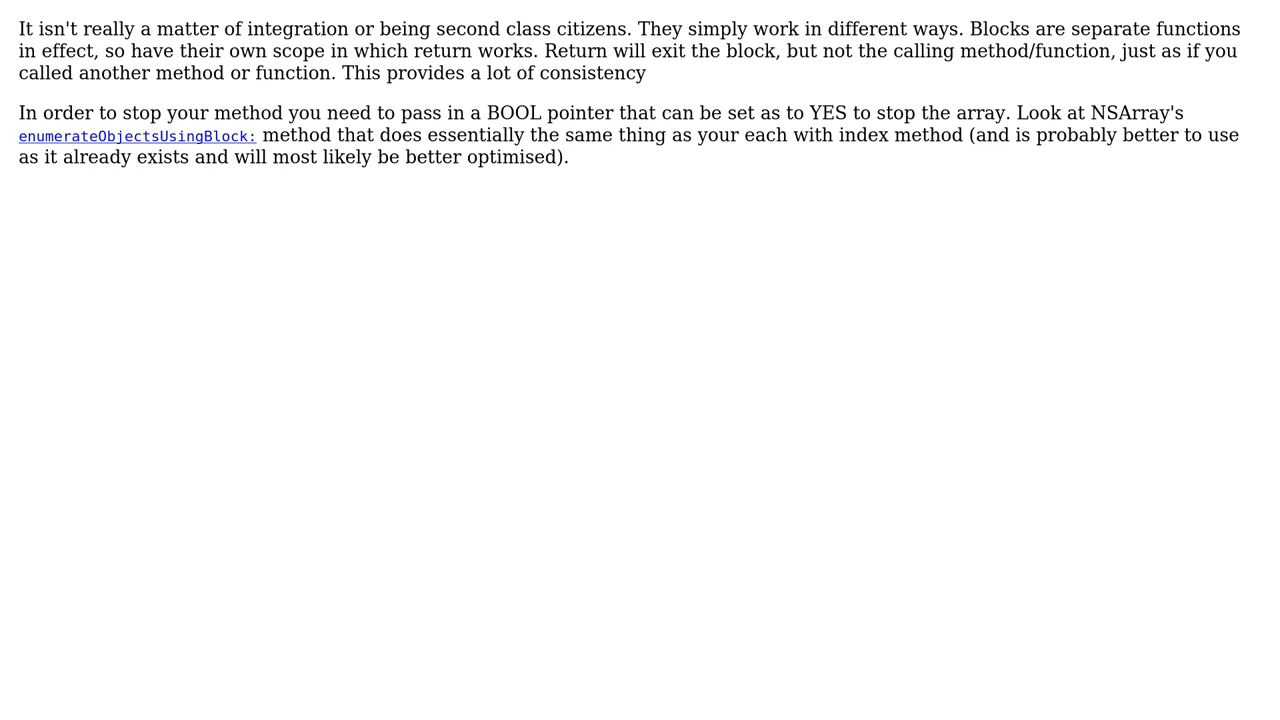 It isn't really a matter of integration or being second class citizens. They simply work in different ways. Blocks are separate functions
in effect, so have their own scope in which return works. Return will exit the block, but not the calling method/function, just as if you
called another method or function. This provides a lot of consistency
In order to stop your method you need to pass in a BOOL pointer that can be set as to YES to stop the array. Look at NSArray's
enumerateObjectsUsingBlock: method that does essentially the same thing as your each with index method (and is probably better to use
as it already exists and will most likely be better optimised).